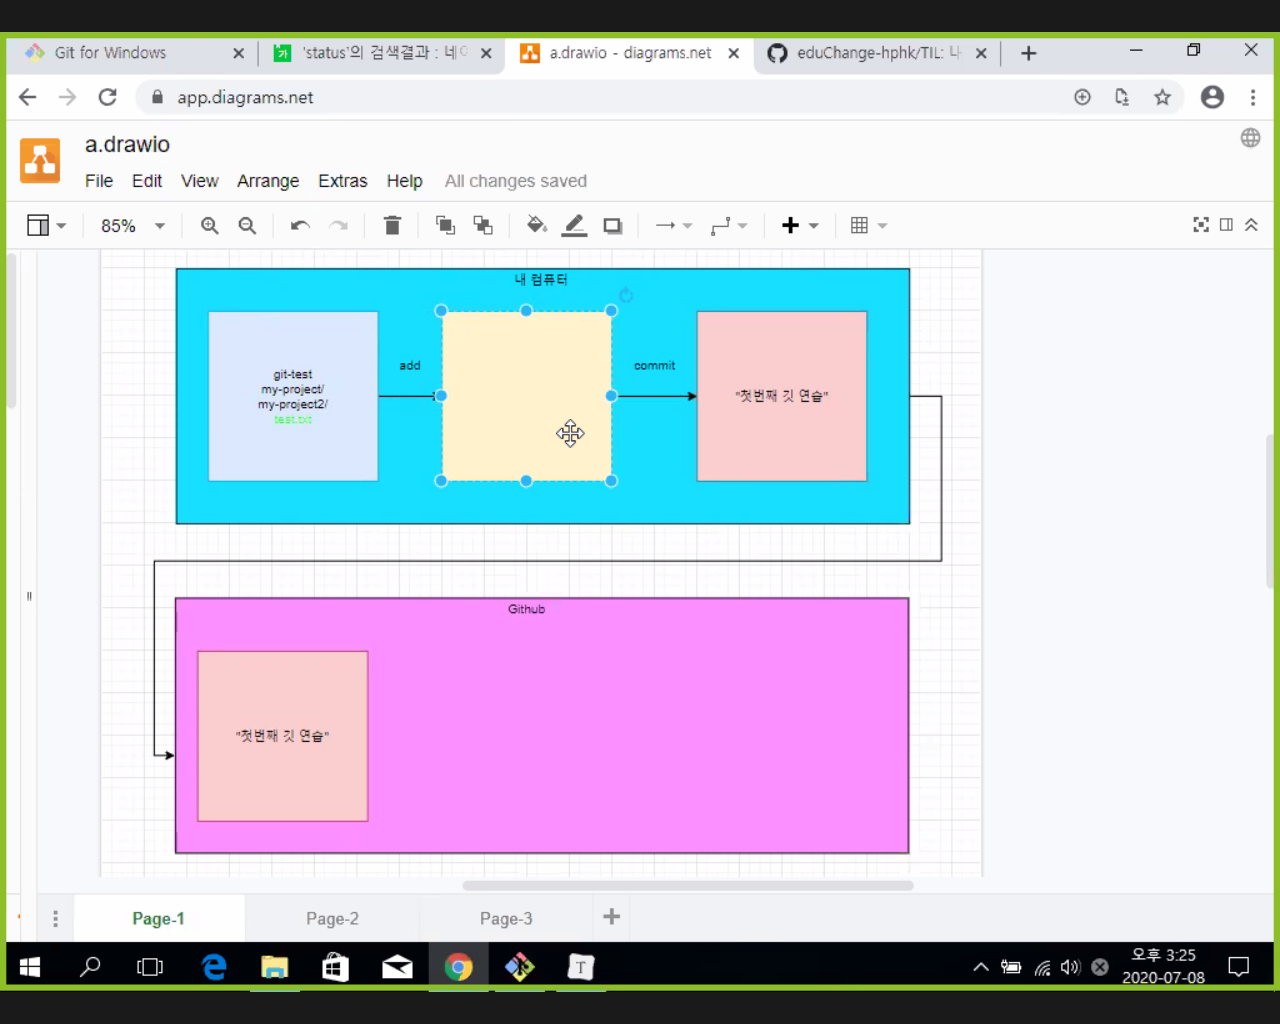 Git for Windows
'status'의 검색결과 : 네이
a.drawio - diagrams.net
eduChange-hphk/TIL: 나
app.diagrams.net
a.drawio
File Edit View Arrange Extras Help All changes saved
85%
내 컴퓨터
git-test
my-project/
my-project2/
test.txt
add
commit
"첫번째 깃 연습"
Github
"첫번째 깃 연습"
Page-1 Page-2 Page-3
오후 3:25
2020-07-08